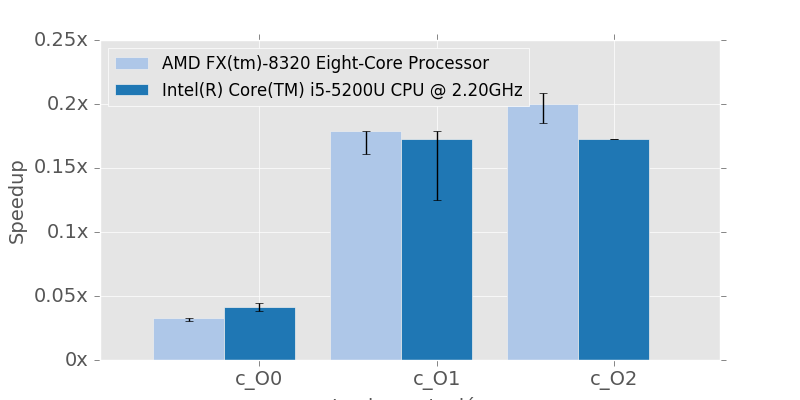 0.25x
AMD FX(tm)-8320 Eight-Core Processor
Intel(R) Core(TM) i5-5200U CPU @ 2.20GHz
0.2x
0.15x
Speedup
0.1x
0.05x
0x
c_O0
c_O1
c_O2